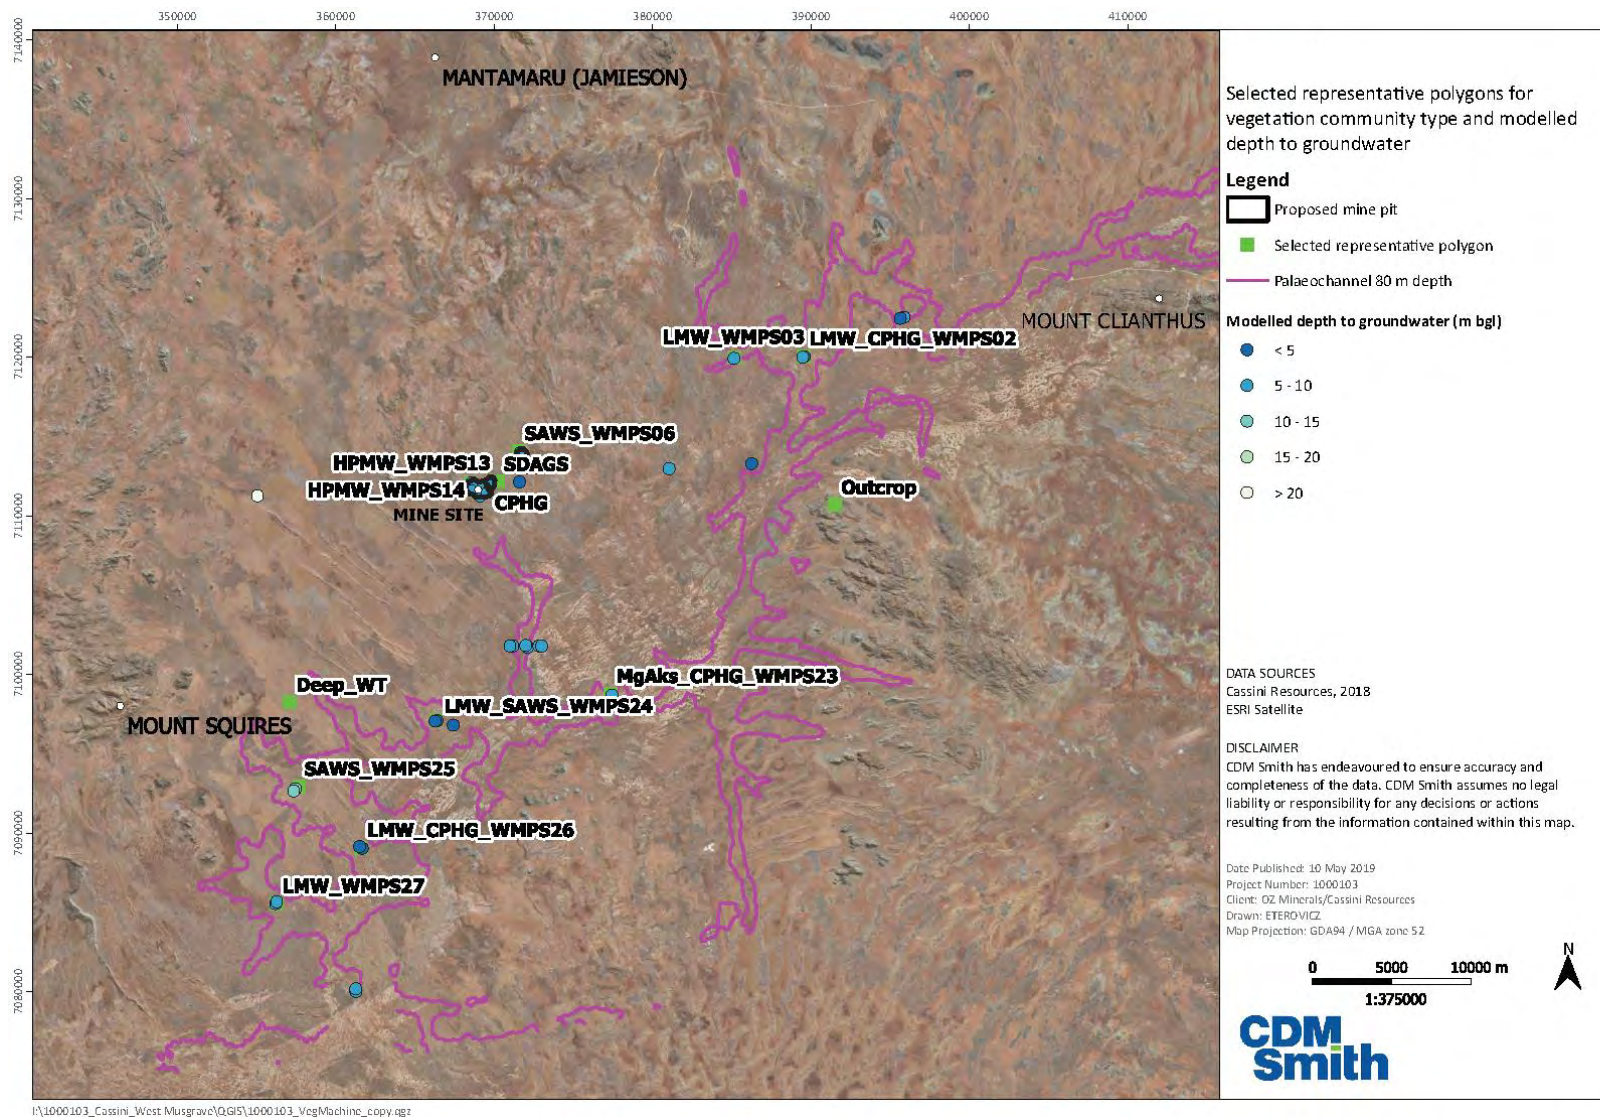 350000 360000 370000 380000 390000 400000 410000
7140000
7130000
7120000
7110000
7100000
7090000
7080000
MANTAMARU (JAMIESON)
MOUNT CLIANTHUS
LMW_WMPS03
LMW_CPHG_WMPS02
SAWS_WMPS06
HPMW_WMPS13
SDAGS
HPMW_WMPS14
CPHG
MINE SITE
Outcrop
MgAks_CPHG_WMPS23
Deep_WT
LMW_SAWS_WMPS24
MOUNT SQUIRES
SAWS_WMPS25
LMW_CPHG_WMPS26
LMW_WMPS27
I:\1000103_Cassini_West Musgrave\QGIS\1000103_VegMachine_copy.qgz
Selected representative polygons for
vegetation community type and modelled
depth to groundwater
Legend
Proposed mine pit
Selected representative polygon
Palaeochannel 80 m depth
Modelled depth to groundwater (m bgl)
< 5
5 - 10
10 - 15
15 - 20
> 20
DATA SOURCES
Cassini Resources, 2018
ESRI Satellite
DISCLAIMER
CDM Smith has endeavoured to ensure accuracy and
completeness of the data. CDM Smith assumes no legal
liability or responsibility for any decisions or actions
resulting from the information contained within this map.
Date Published: 10 May 2019
Project Number: 1000103
Client: OZ Minerals/Cassini Resources
Drawn: ETEROVICZ
Map Projection: GDA94 / MGA zone 52
N
0 5000 10000 m
1:375000
CDM
Smith